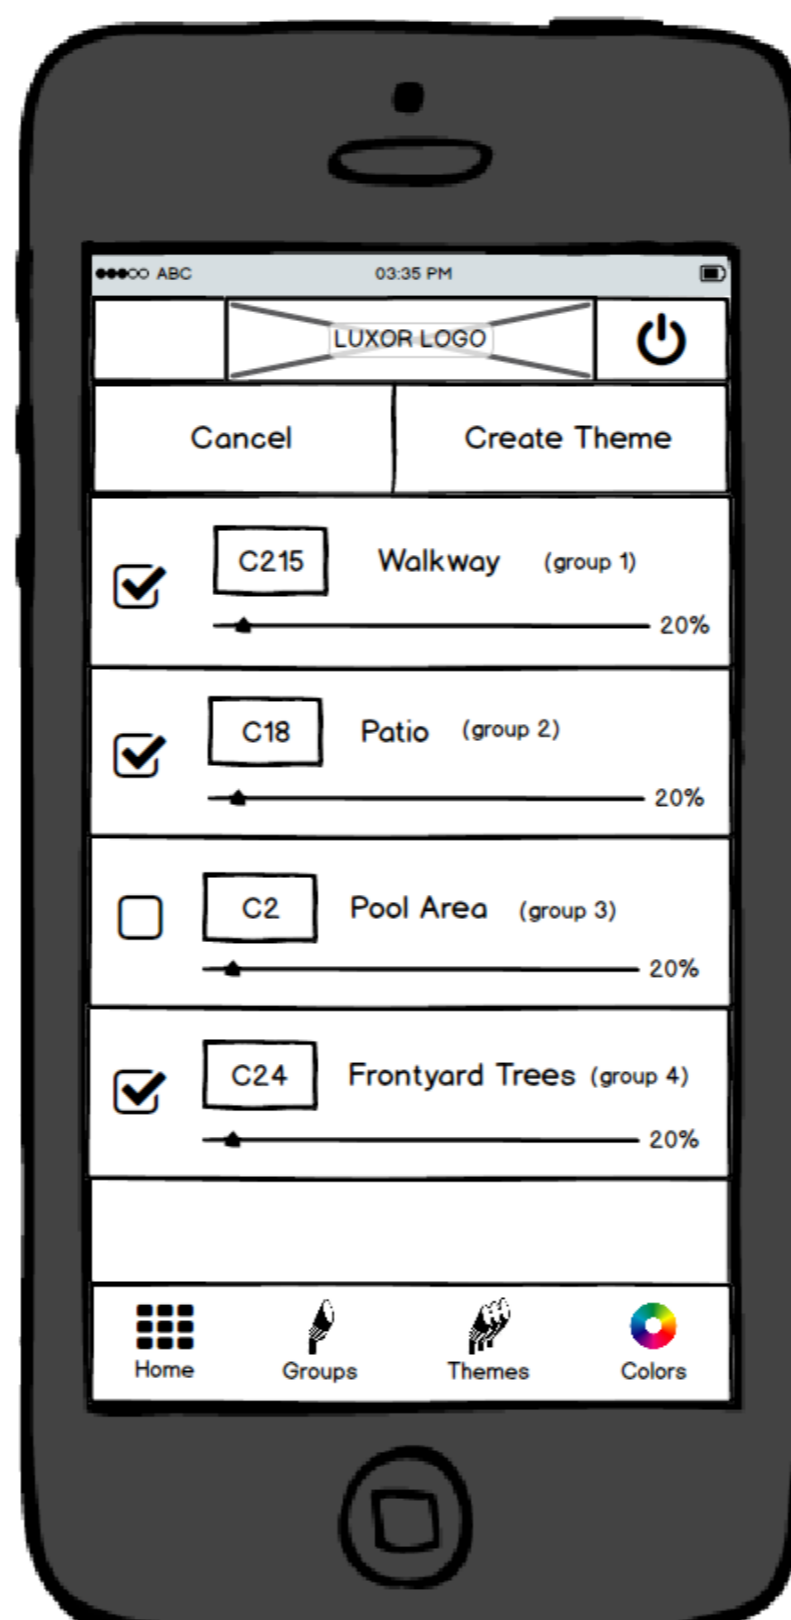 ABC 03:35 PM
LUXOR LOGO
Cancel Create Theme
C215 Walkway (group 1)
20%
C18 Patio (group 2)
20%
C2 Pool Area (group 3)
20%
C24 Frontyard Trees (group 4)
20%
Home Groups Themes Colors